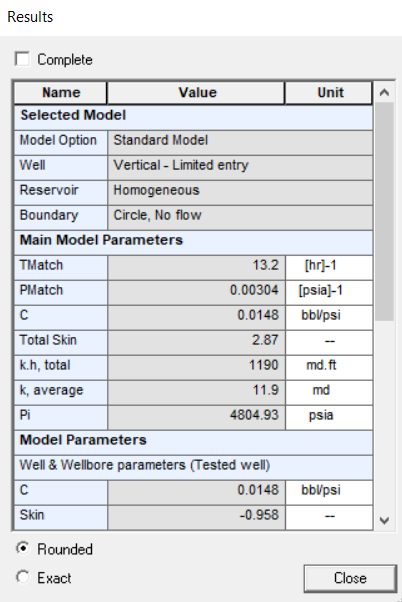 Results
Complete
Name Value Unit
Selected Model
Model Option Standard Model
Well Vertical - Limited entry
Reservoir Homogeneous
Boundary Circle, No flow
Main Model Parameters
TMatch 13.2 [hr]-1
PMatch 0.00304 [psia]-1
C 0.0148 bbl/psi
Total Skin 2.87 --
k.h, total 1190 md.ft
k, average 11.9 md
Pi 4804.93 psia
Model Parameters
Well & Wellbore parameters (Tested well)
C 0.0148 bbl/psi
Skin -0.958 --
Rounded
Exact
Close